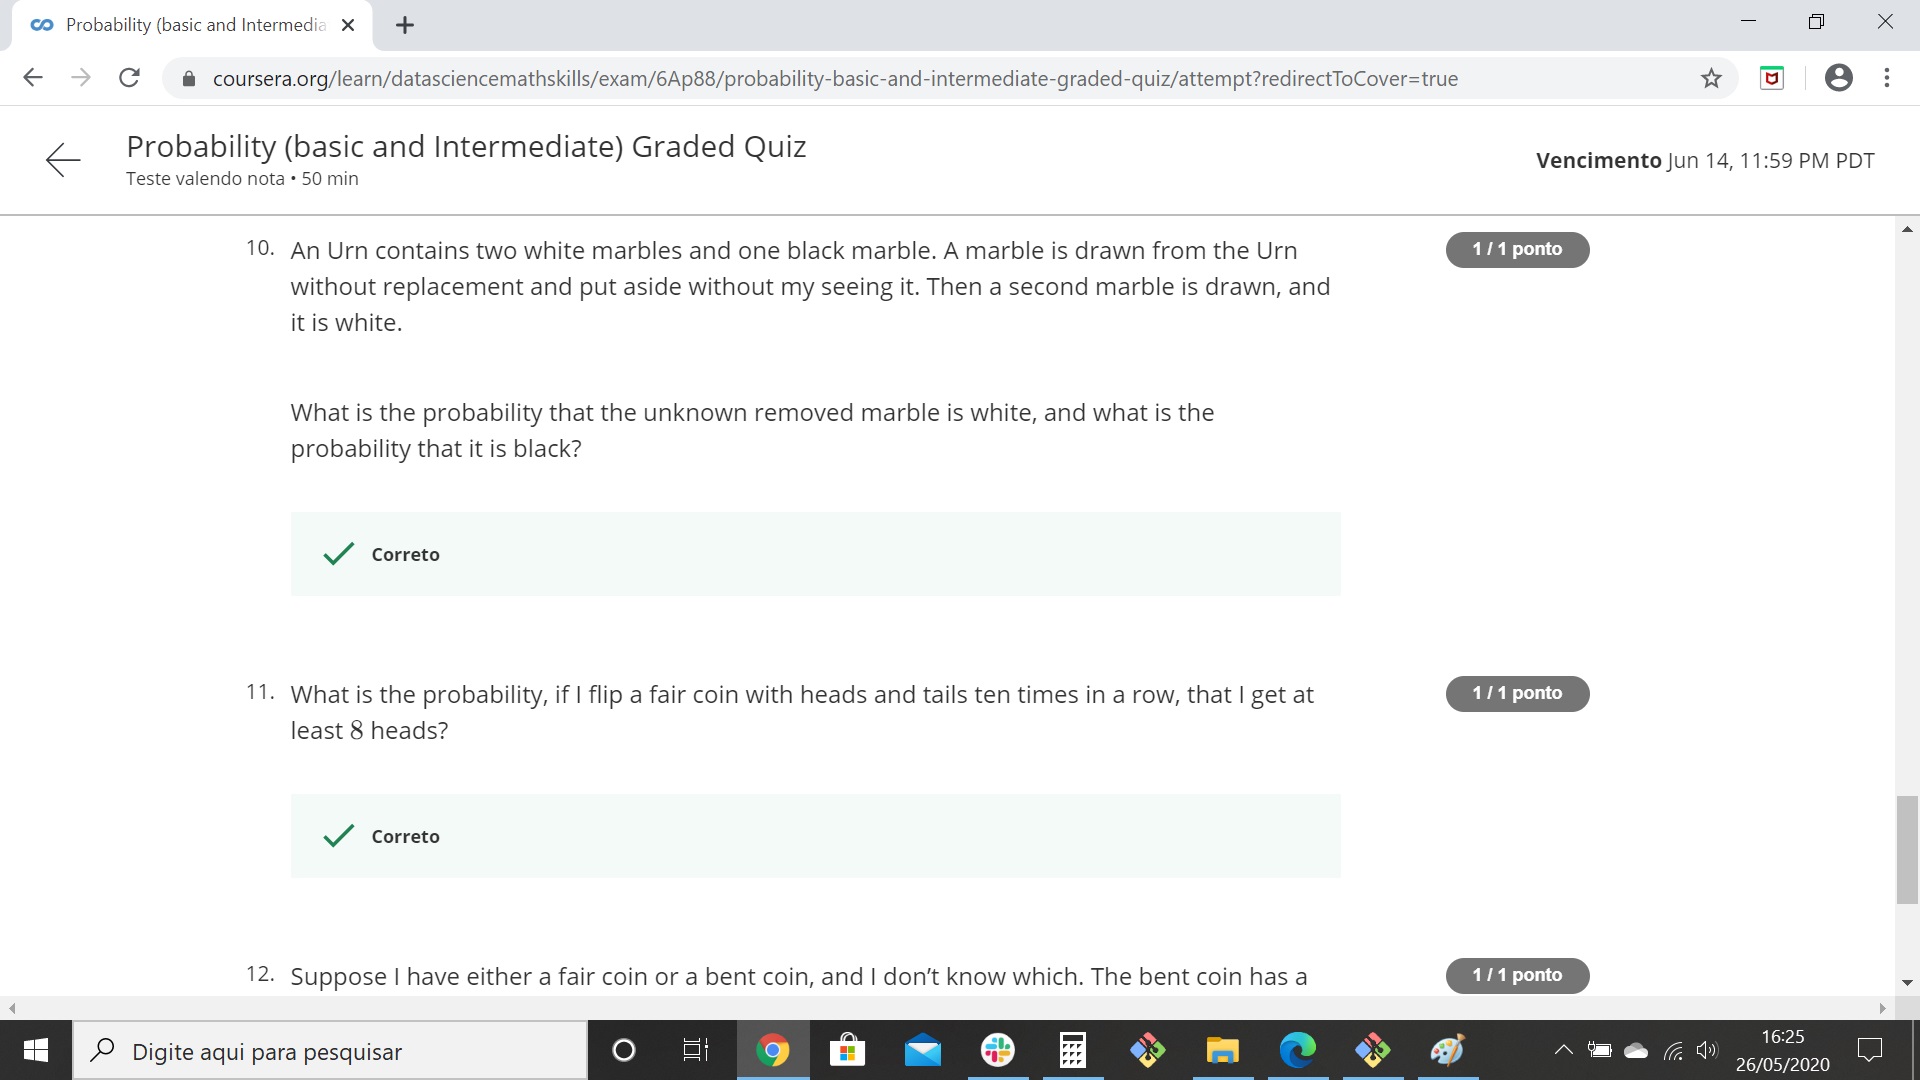 Probability (basic and Intermedia
coursera.org/learn/datasciencemathskills/exam/6Ap88/probability-basic-and-intermediate-graded-quiz/attempt?redirectToCover=true
Probability (basic and Intermediate) Graded Quiz
Teste valendo nota • 50 min
Vencimento Jun 14, 11:59 PM PDT
10. An Urn contains two white marbles and one black marble. A marble is drawn from the Urn
without replacement and put aside without my seeing it. Then a second marble is drawn, and
it is white.
1 / 1 ponto
What is the probability that the unknown removed marble is white, and what is the
probability that it is black?
Correto
11. What is the probability, if I flip a fair coin with heads and tails ten times in a row, that I get at
least 8 heads?
1 / 1 ponto
Correto
12. Suppose I have either a fair coin or a bent coin, and I don’t know which. The bent coin has a
1 / 1 ponto
Digite aqui para pesquisar
16:25
26/05/2020